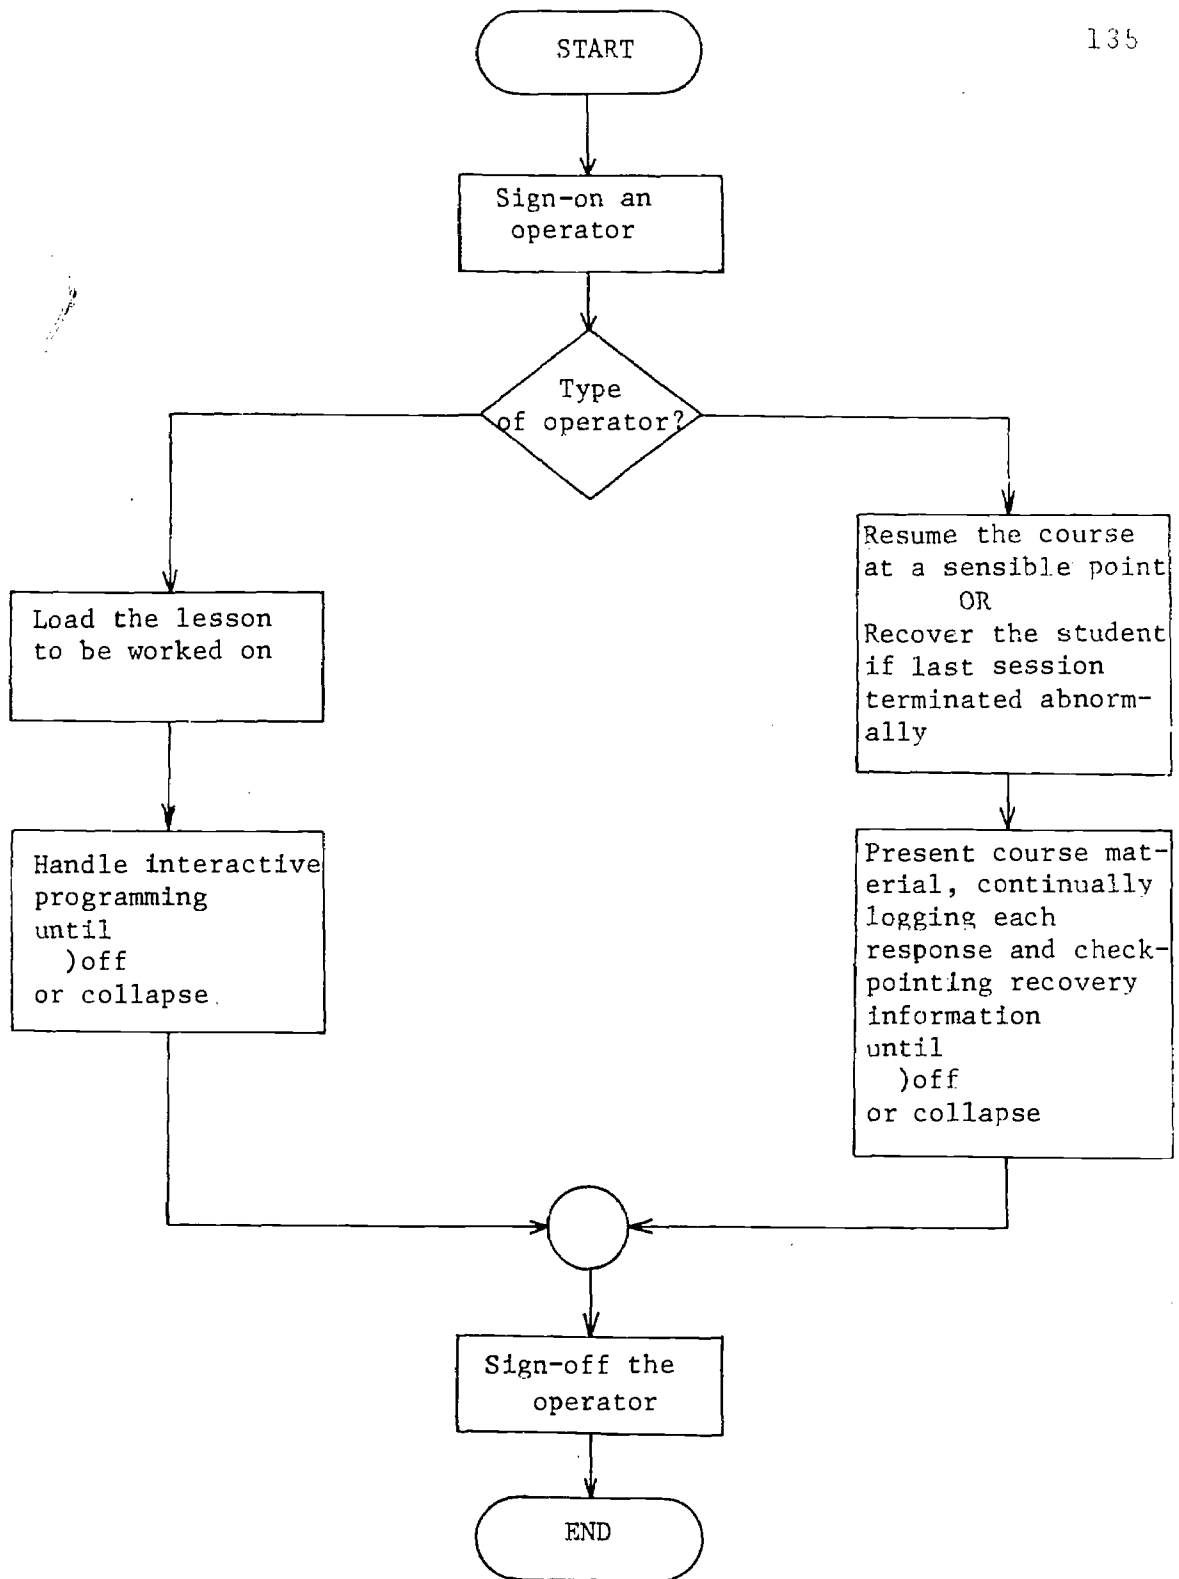 135
START
Sign-on an
operator
Type
of operator?
Load the lesson
to be worked on
Handle interactive
programming
until
)off
or collapse.
Resume the course
at a sensible point
OR
Recover the student
if last session
terminated abnorm-
ally
Present course mat-
erial, continually
logging each
response and check-
pointing recovery
information
until
)off
or collapse
Sign-off the
operator
END